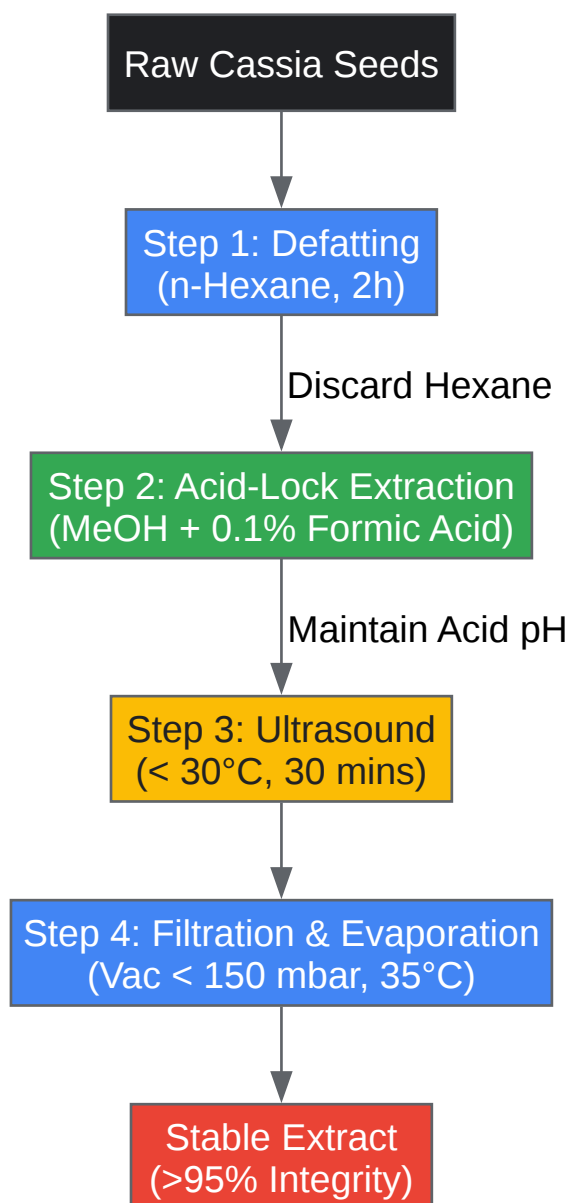 Raw Cassia Seeds
Step 1: Defatting
(n-Hexane, 2h)
Discard Hexane
Step 2: Acid-Lock Extraction
(MeOH + 0.1% Formic Acid)
Maintain Acid pH
Step 3: Ultrasound
(< 30°C, 30 mins)
Step 4: Filtration & Evaporation
(Vac < 150 mbar, 35°C)
Stable Extract
(>95% Integrity)